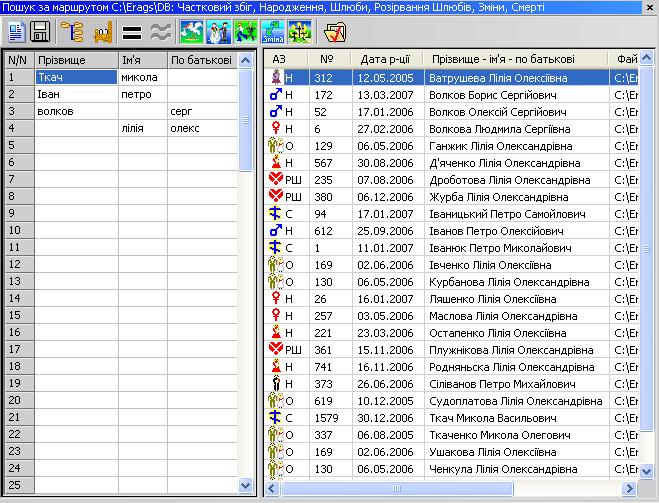 Пошук за маршрутом C:\Erags\DB: Частковий збіг, Народження, Шлюби, Розірвання Шлюбів, Зміни, Смерті
Зміна
N/N Прізвище Ім'я По батькові
1 Ткач микола
2 Іван петро
3 волков серг
4 лілія олекс
5
6
7
8
9
10
11
12
13
14
15
16
17
18
19
20
21
22
23
24
25
АЗ № Дата р-ції Прізвище - ім'я - по батькові Фай
Н 312 12.05.2005 Ватрушева Лілія Олексіївна C:\Er
Н 172 13.03.2007 Волков Борис Сергійович C:\Er
Н 52 17.01.2006 Волков Олексій Сергійович C:\Er
Н 6 27.02.2006 Волкова Людмила Сергіївна C:\Er
О 129 06.05.2006 Ганжик Лілія Олександрівна C:\Er
Н 567 30.08.2006 Д'яченко Лілія Олександрівна C:\Er
РШ 235 07.08.2006 Дроботова Лілія Олександрівна C:\Er
РШ 380 06.12.2006 Журба Лілія Олександрівна C:\Er
С 94 17.01.2007 Іваницький Петро Самойлович C:\Er
Н 612 25.09.2006 Іванов Петро Олексійович C:\Er
С 1 11.01.2007 Іванюк Петро Миколайович C:\Er
О 169 02.06.2006 Івченко Лілія Олексіївна C:\Er
О 130 06.05.2006 Курбанова Лілія Олексіївна C:\Er
Н 26 16.01.2007 Ляшенко Лілія Олексіївна C:\Er
Н 257 03.05.2006 Маслова Лілія Олександрівна C:\Er
Н 221 23.03.2006 Остапенко Лілія Олексіївна C:\Er
РШ 361 15.11.2006 Плужнікова Лілія Олександрівна C:\Er
Н 741 16.11.2006 Родняньска Лілія Олексіївна C:\Er
Н 373 26.06.2006 Сіліванов Петро Михайлович C:\Er
О 619 10.12.2005 Судоплатова Лілія Олексіївна C:\Er
С 1579 30.12.2006 Ткач Микола Васильович C:\Er
О 337 06.08.2005 Ткаченко Микола Олегович C:\Er
О 169 02.06.2006 Ушакова Лілія Олексіївна C:\Er
О 130 06.05.2006 Ченкула Лілія Олексіївна C:\Er